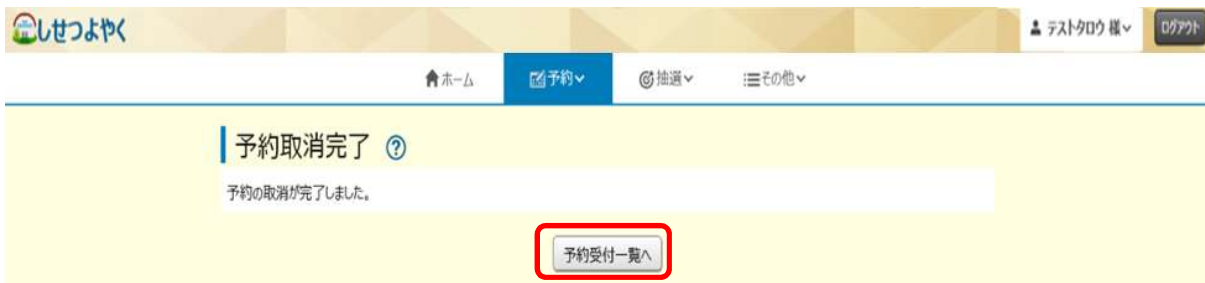 しせつよやく
テストタロウ 様
ログアウト
ホーム 予約 抽選 その他
予約取消完了 ?
予約の取消が完了しました。
予約受付一覧へ